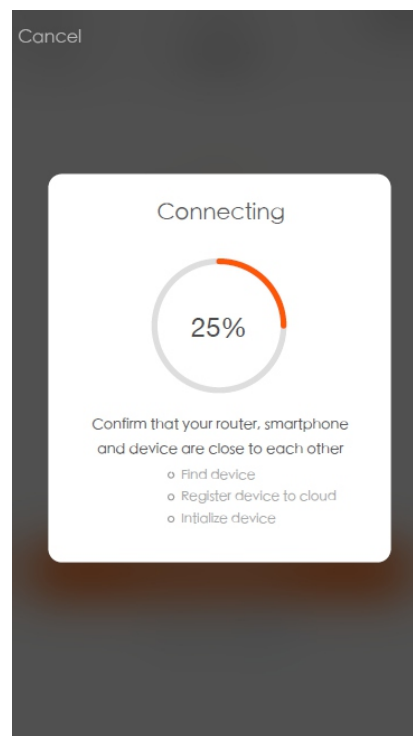 Cancel
Connecting
25%
Confirm that your router, smartphone
and device are close to each other
Find device
Register device to cloud
Intialize device